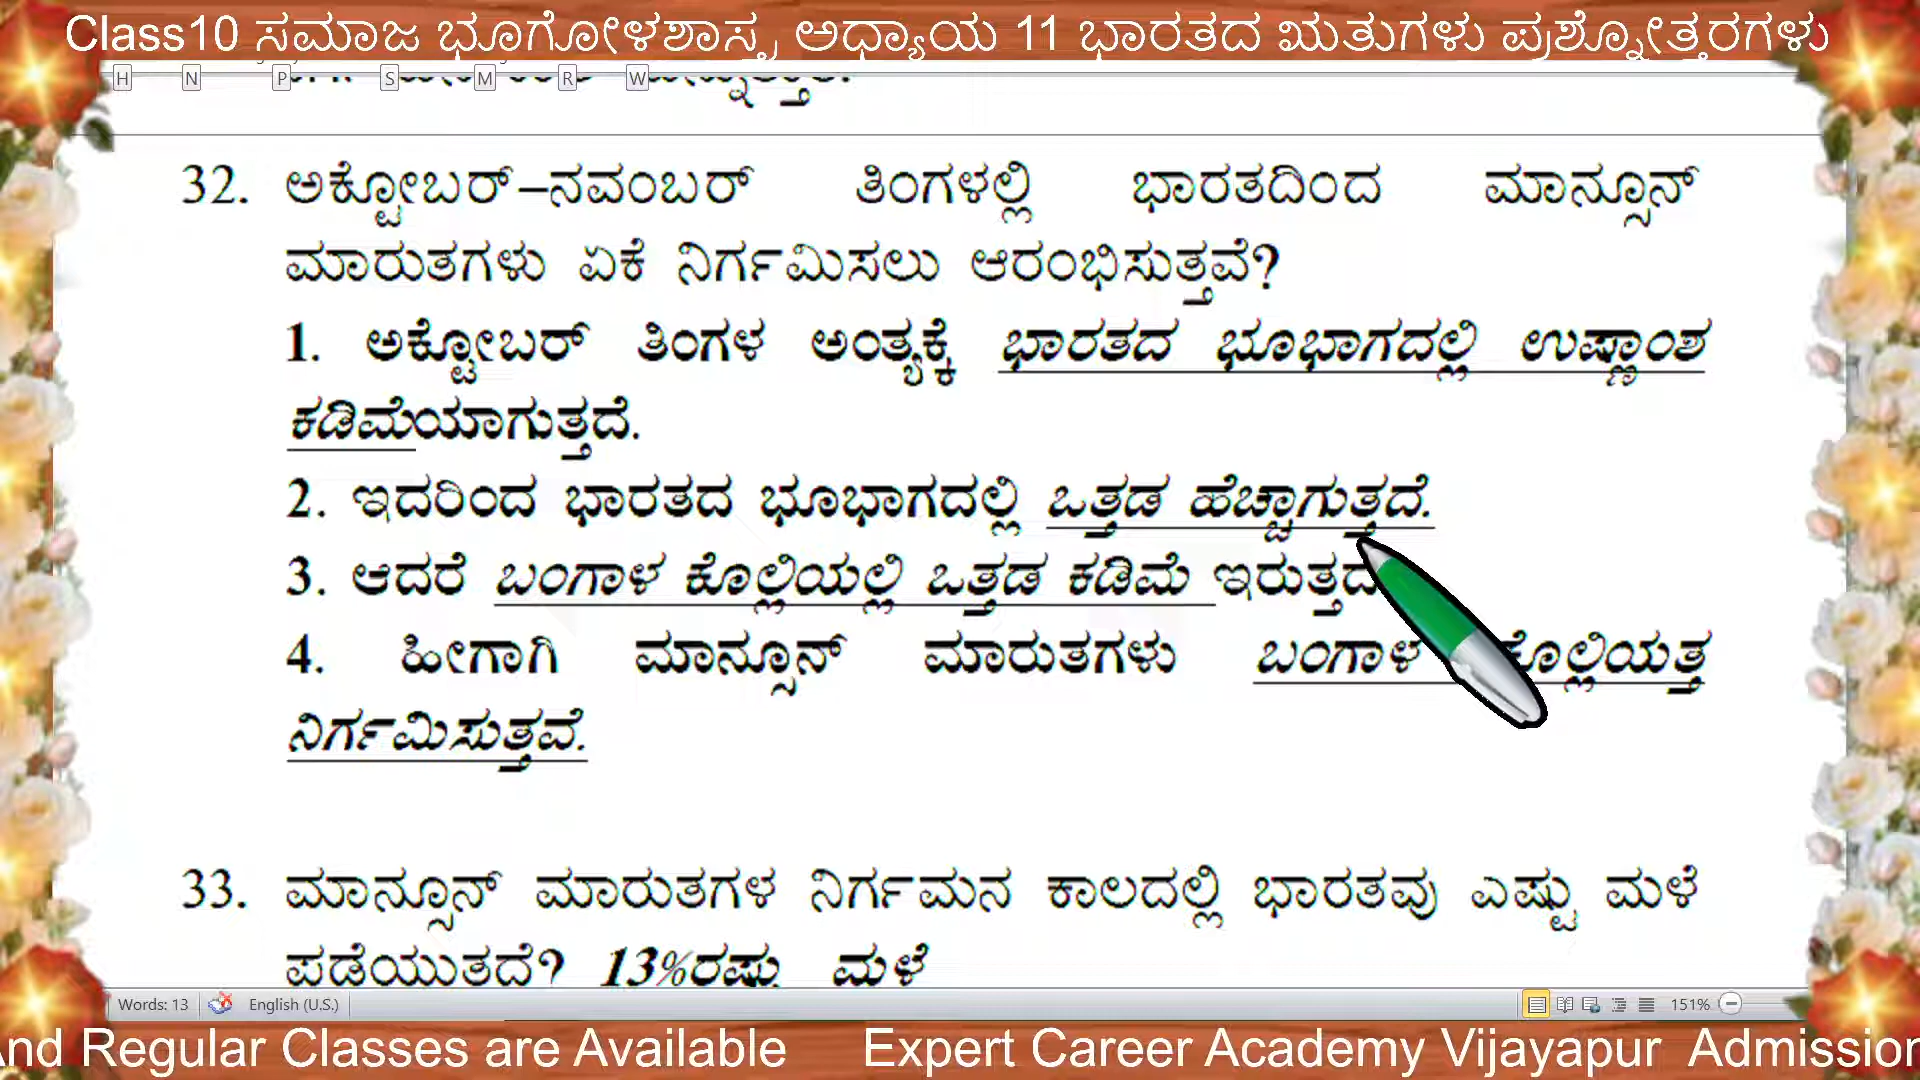 Class10 ಸಮಾಜ ಭೂಗೋಳಶಾಸ್ತ್ರ ಅಧ್ಯಾಯ 11 ಭಾರತದ ಋತುಗಳು ಪ್ರಶ್ನೋತ್ತರಗಳು
H N P S M R W
32. ಅಕ್ಟೋಬರ್–ನವಂಬರ್ ತಿಂಗಳಲ್ಲಿ ಭಾರತದಿಂದ ಮಾನ್ಸೂನ್
ಮಾರುತಗಳು ಏಕೆ ನಿರ್ಗಮಿಸಲು ಆರಂಭಿಸುತ್ತವೆ?
1. ಅಕ್ಟೋಬರ್ ತಿಂಗಳ ಅಂತ್ಯಕ್ಕೆ ಭಾರತದ ಭೂಭಾಗದಲ್ಲಿ ಉಷ್ಣಾಂಶ
ಕಡಿಮೆಯಾಗುತ್ತದೆ.
2. ಇದರಿಂದ ಭಾರತದ ಭೂಭಾಗದಲ್ಲಿ ಒತ್ತಡ ಹೆಚ್ಚಾಗುತ್ತದೆ.
3. ಆದರೆ ಬಂಗಾಳ ಕೊಲ್ಲಿಯಲ್ಲಿ ಒತ್ತಡ ಕಡಿಮೆ ಇರುತ್ತದೆ
4. ಹೀಗಾಗಿ ಮಾನ್ಸೂನ್ ಮಾರುತಗಳು ಬಂಗಾಳ ಕೊಲ್ಲಿಯತ್ತ
ನಿರ್ಗಮಿಸುತ್ತವೆ.
33. ಮಾನ್ಸೂನ್ ಮಾರುತಗಳ ನಿರ್ಗಮನ ಕಾಲದಲ್ಲಿ ಭಾರತವು ಎಷ್ಟು ಮಳೆ
ಪಡೆಯುತದೆ? 13%ರಷ್ಟು ಮಳೆ
Words: 13 English (U.S.) 151%
And Regular Classes are Available Expert Career Academy Vijayapur Admission